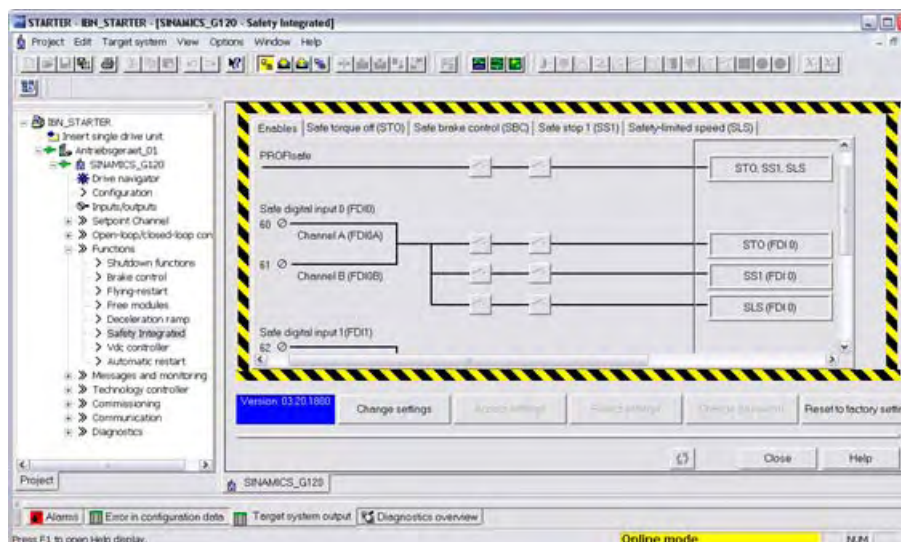 STARTER - IBN_STARTER - [SINAMICS_G120 - Safety Integrated]
Project Edit Target system View Options Window Help
IBN_STARTER
Insert single drive unit
Antriebsgeraet_01
SINAMICS_G120
Drive navigator
Configuration
Inputs/outputs
Setpoint Channel
Open-loop/closed-loop con
Functions
Shutdown functions
Brake control
Flying-restart
Free modules
Deceleration ramp
Safety Integrated
Vdc controller
Automatic restart
Messages and monitoring
Technology controller
Commissioning
Communication
Diagnostics
Project
Enables Safe torque off (STO) Safe brake control (SBC) Safe stop 1 (SS1) Safety-limited speed (SLS)
PROFIsafe
STO, SS1, SLS
Safe digital input 0 (FDI0)
60
Channel A (FDI0A)
STO (FDI 0)
61
Channel B (FDI0B)
SS1 (FDI 0)
SLS (FDI 0)
Safe digital input 1(FDI1)
62
Version: 03.20.1880
Change settings
Reset to factory setti
Close Help
SINAMICS_G120
Alarms Error in configuration data Target system output Diagnostics overview
Press F1 to open Help display.
Online mode
NUM